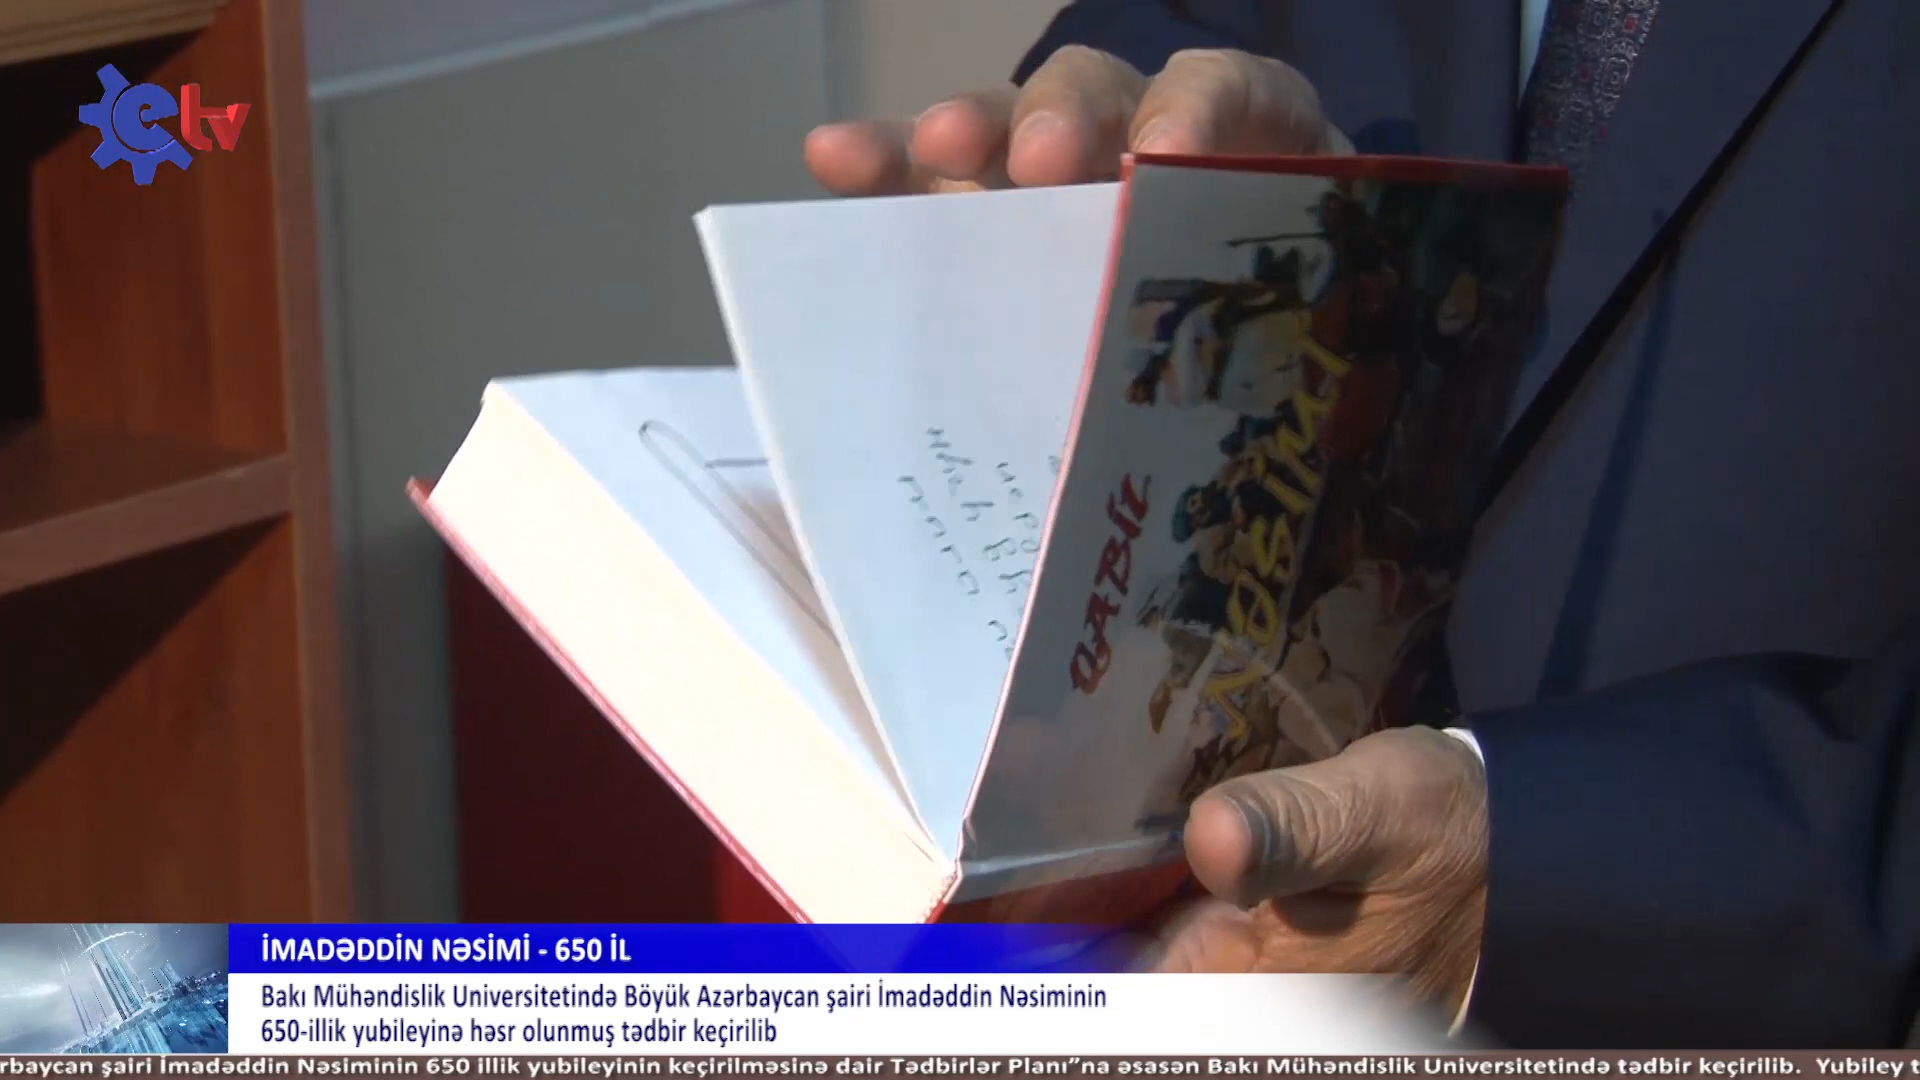 etv
QABİL
Nəsimi
İMADƏDDİN NƏSİMİ - 650 İL
Bakı Mühəndislik Universitetində Böyük Azərbaycan şairi İmadəddin Nəsiminin
650-illik yubileyinə həsr olunmuş tədbir keçirilib
rbaycan şairi İmadəddin Nəsiminin 650 illik yubileyinin keçirilməsinə dair Tədbirlər Planı”na əsasən Bakı Mühəndislik Universitetində tədbir keçirilib. Yubiley t